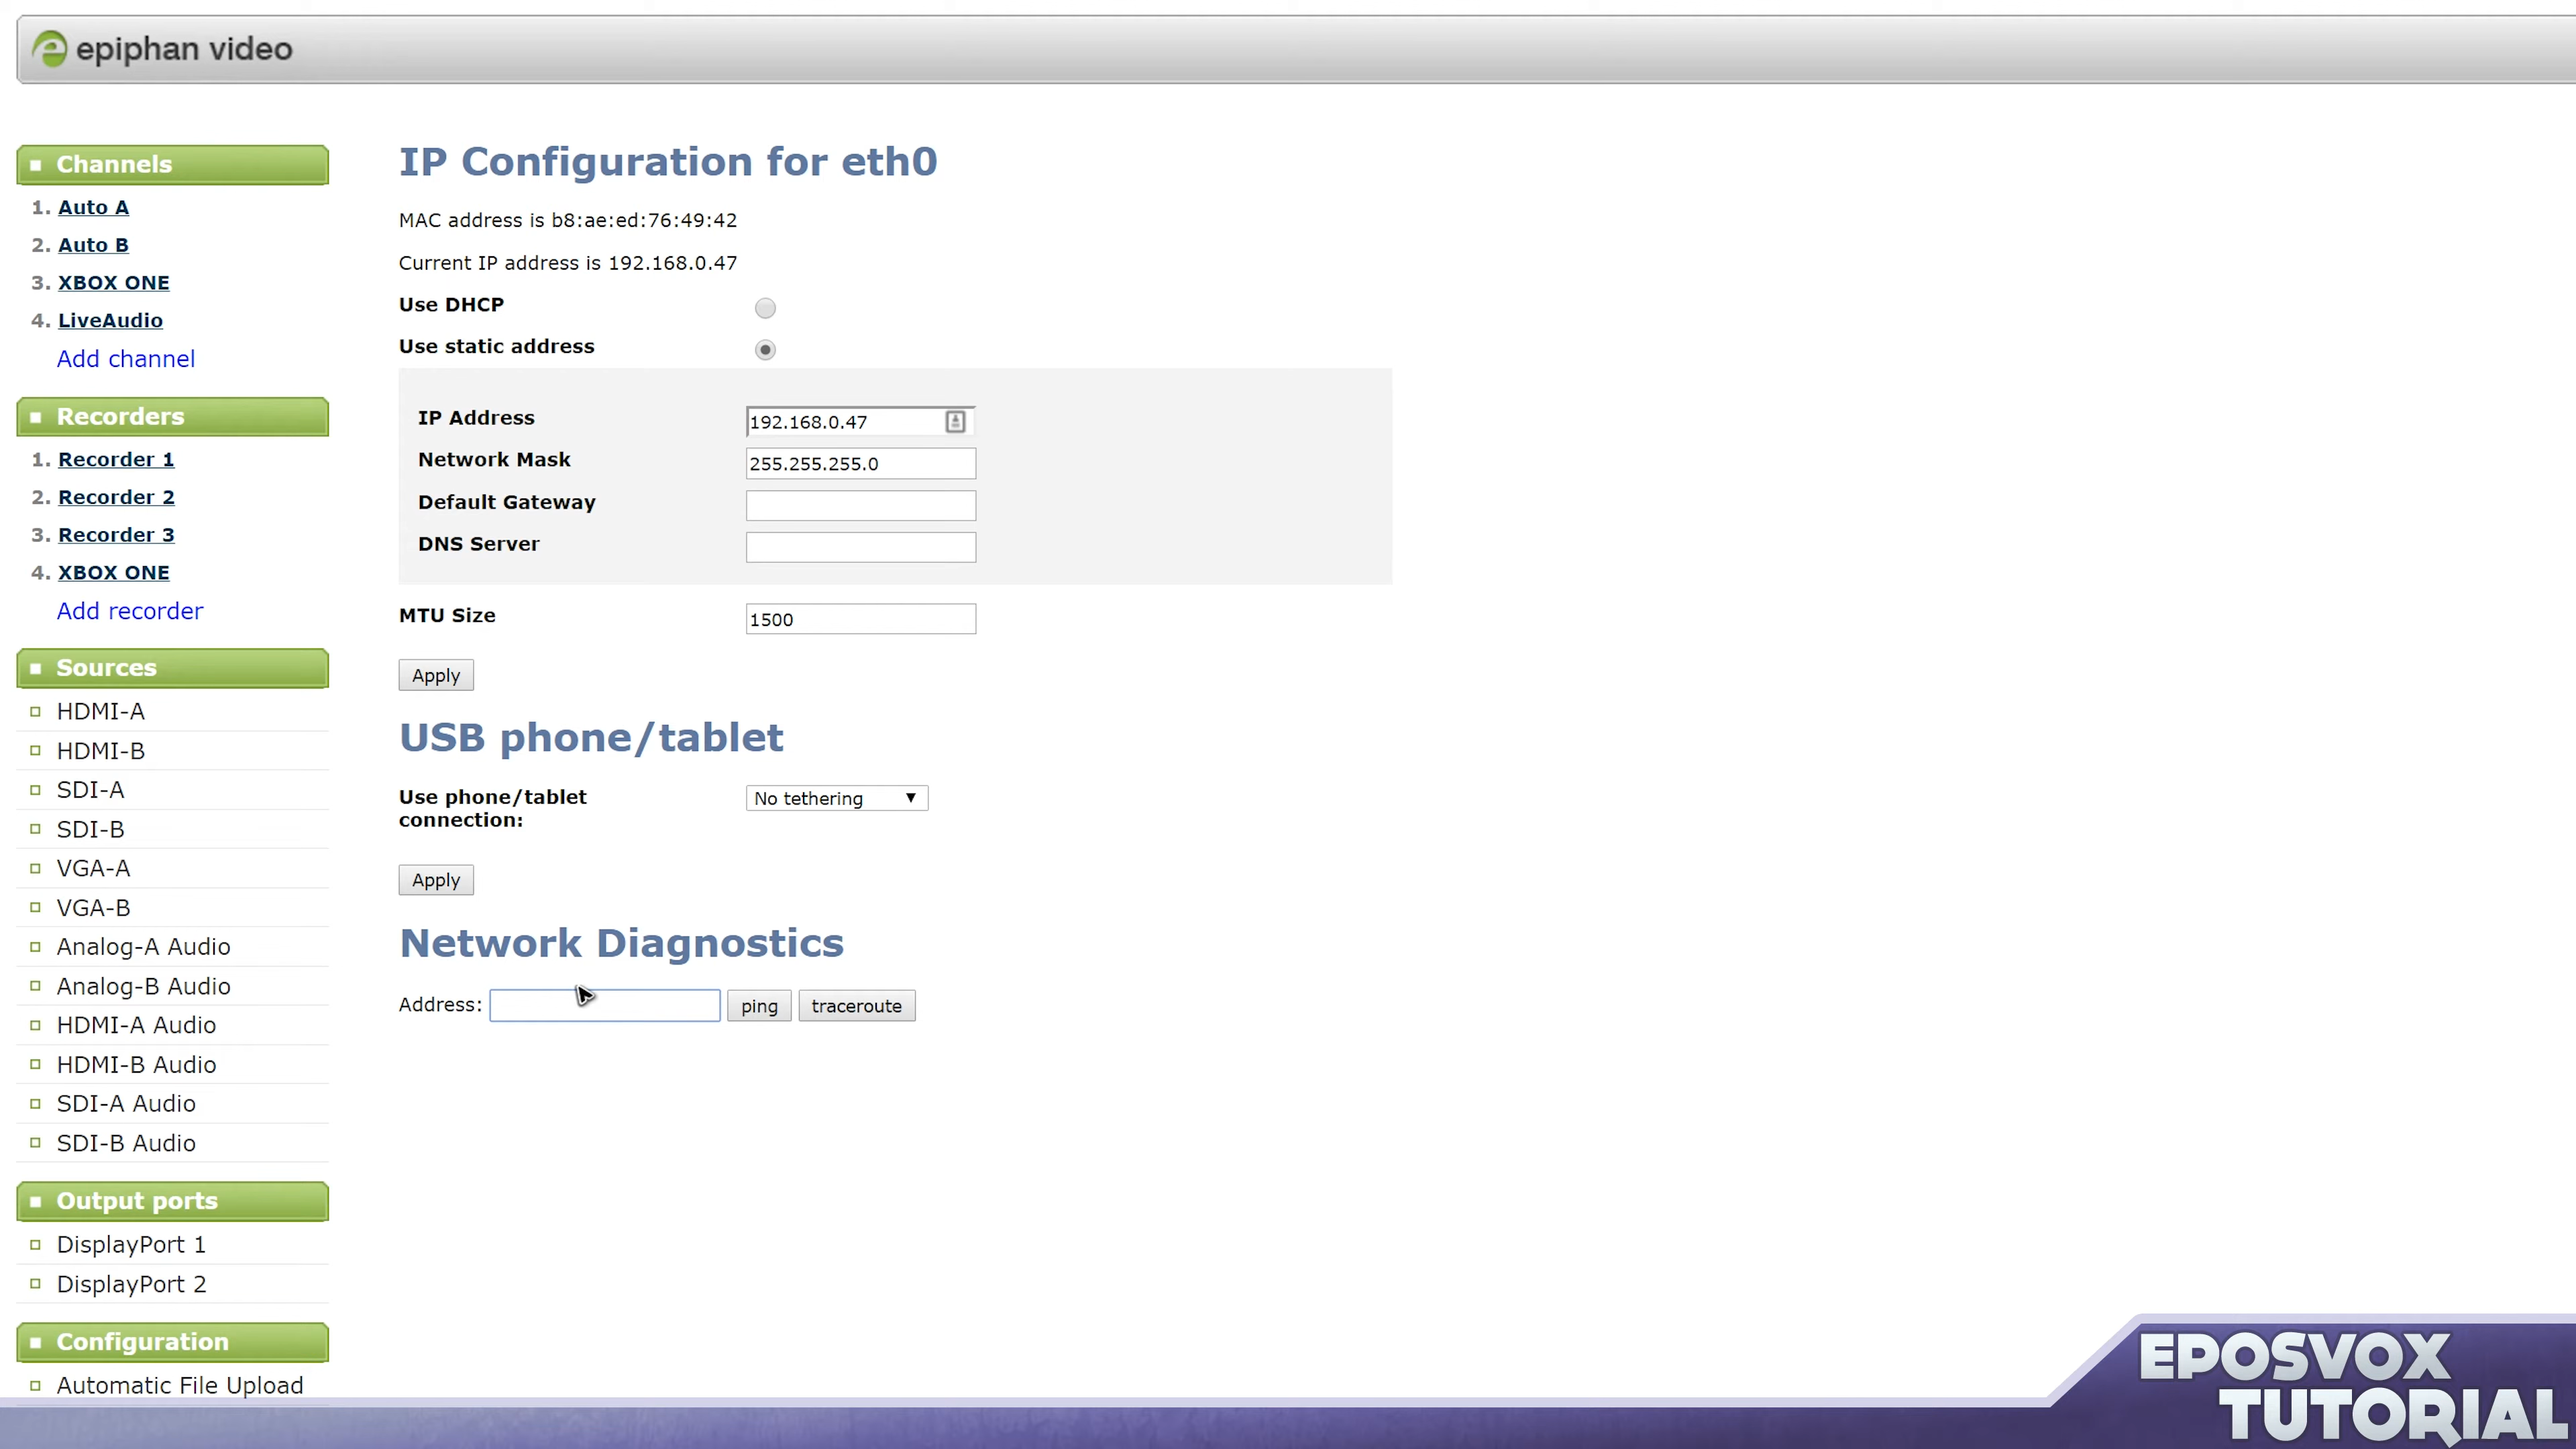 epiphan video
Channels
1. Auto A
2. Auto B
3. XBOX ONE
4. LiveAudio
Add channel
Recorders
1. Recorder 1
2. Recorder 2
3. Recorder 3
4. XBOX ONE
Add recorder
Sources
HDMI-A
HDMI-B
SDI-A
SDI-B
VGA-A
VGA-B
Analog-A Audio
Analog-B Audio
HDMI-A Audio
HDMI-B Audio
SDI-A Audio
SDI-B Audio
Output ports
DisplayPort 1
DisplayPort 2
Configuration
Automatic File Upload
IP Configuration for eth0
MAC address is b8:ae:ed:76:49:42
Current IP address is 192.168.0.47
Use DHCP
Use static address
IP Address 192.168.0.47
Network Mask 255.255.255.0
Default Gateway
DNS Server
MTU Size 1500
Apply
USB phone/tablet
Use phone/tablet
connection: No tethering
Apply
Network Diagnostics
Address: ping traceroute
EPOSVOX
TUTORIAL